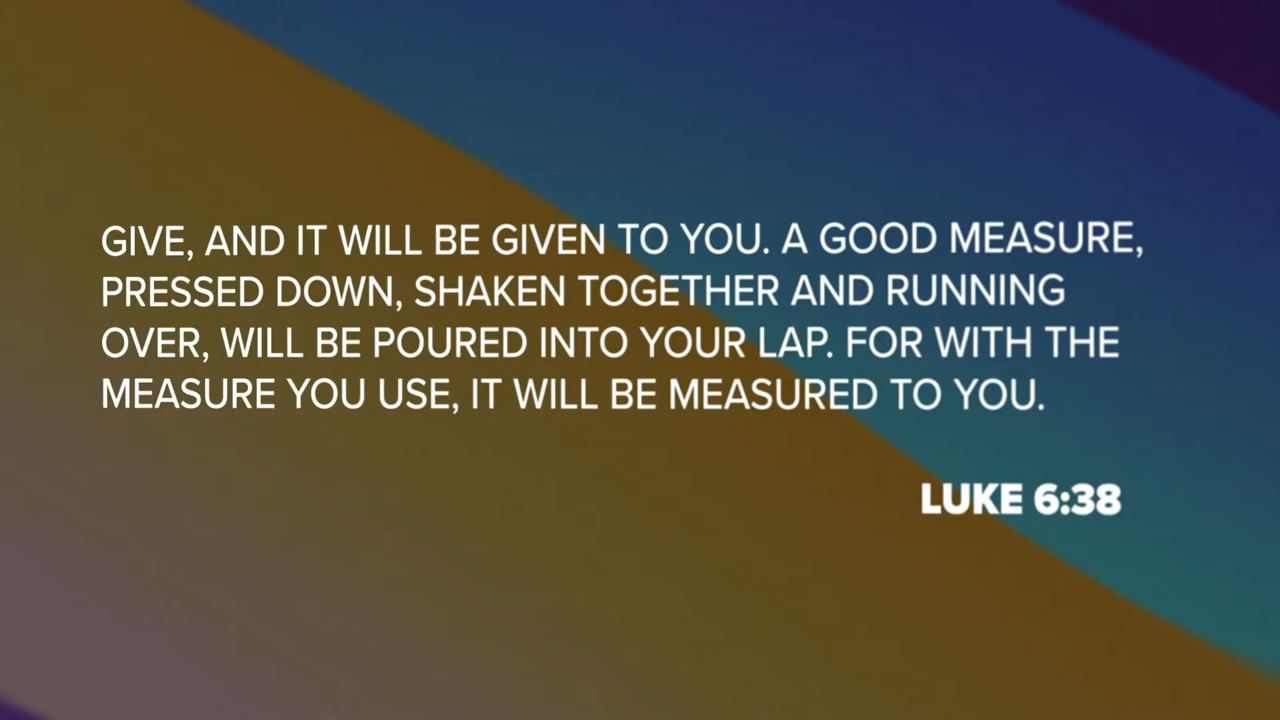 GIVE, AND IT WILL BE GIVEN TO YOU. A GOOD MEASURE,
PRESSED DOWN, SHAKEN TOGETHER AND RUNNING
OVER, WILL BE POURED INTO YOUR LAP. FOR WITH THE
MEASURE YOU USE, IT WILL BE MEASURED TO YOU.
LUKE 6:38